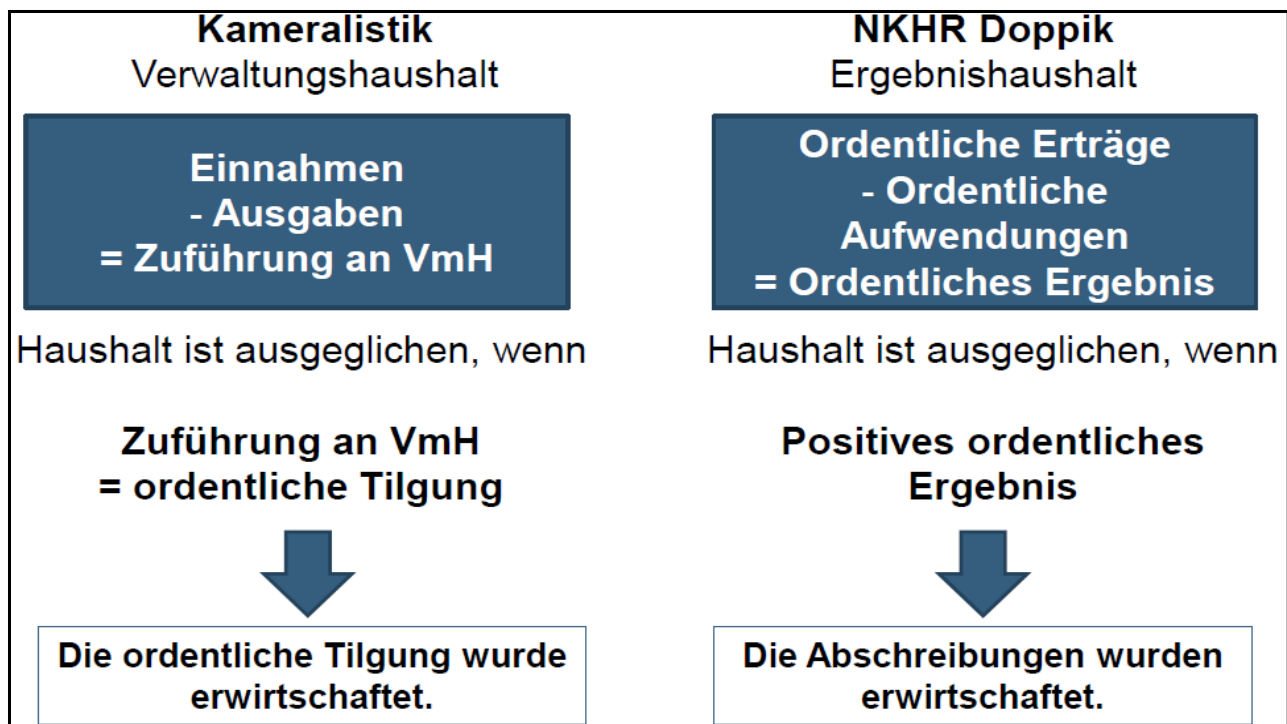 Kameralistik
Verwaltungshaushalt
Einnahmen
- Ausgaben
= Zuführung an VmH
Haushalt ist ausgeglichen, wenn
Zuführung an VmH
= ordentliche Tilgung
Die ordentliche Tilgung wurde
erwirtschaftet.
NKHR Doppik
Ergebnishaushalt
Ordentliche Erträge
- Ordentliche
Aufwendungen
= Ordentliches Ergebnis
Haushalt ist ausgeglichen, wenn
Positives ordentliches
Ergebnis
Die Abschreibungen wurden
erwirtschaftet.